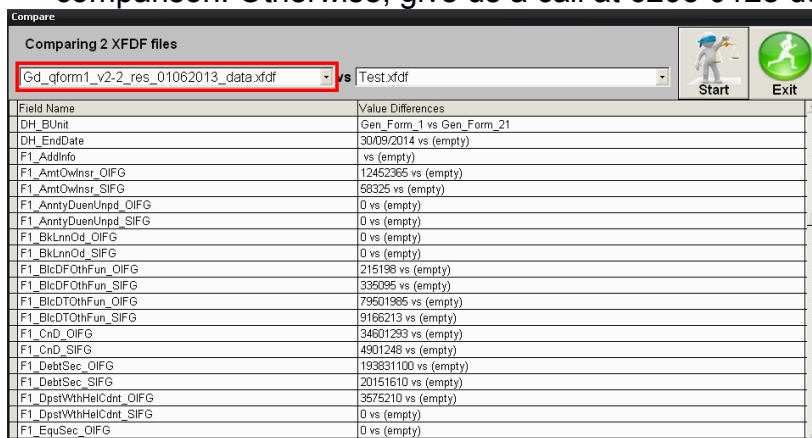 Compare
Comparing 2 XFDF files
Gd_qform1_v2-2_res_01062013_data.xfdf vs Test.xfdf
Start Exit
Field Name Value Differences
DH_BUnit Gen_Form_1 vs Gen_Form_21
DH_EndDate 30/09/2014 vs (empty)
F1_AddInfo vs (empty)
F1_AmtOwInsr_OIFG 12452365 vs (empty)
F1_AmtOwInsr_SIFG 58325 vs (empty)
F1_AnntyDuenUnpd_OIFG 0 vs (empty)
F1_AnntyDuenUnpd_SIFG 0 vs (empty)
F1_BkLnnOd_OIFG 0 vs (empty)
F1_BkLnnOd_SIFG 0 vs (empty)
F1_BlcDFOthFun_OIFG 215198 vs (empty)
F1_BlcDFOthFun_SIFG 335095 vs (empty)
F1_BlcDTOthFun_OIFG 79501985 vs (empty)
F1_BlcDTOthFun_SIFG 9166213 vs (empty)
F1_CnD_OIFG 34601293 vs (empty)
F1_CnD_SIFG 4901248 vs (empty)
F1_DebtSec_OIFG 193831100 vs (empty)
F1_DebtSec_SIFG 20151610 vs (empty)
F1_DpstWthHelCdnt_OIFG 3575210 vs (empty)
F1_DpstWthHelCdnt_SIFG 0 vs (empty)
F1_EquSec_OIFG 0 vs (empty)